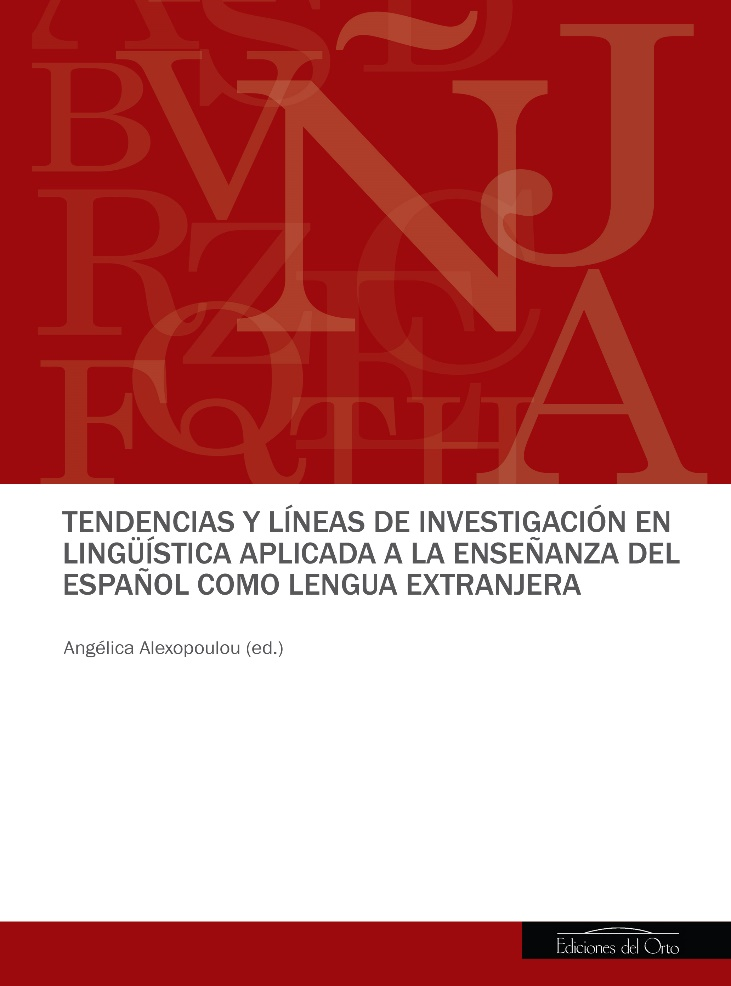 A S D
B V Ñ J
R Z C
F Q E A
T H
TENDENCIAS Y LÍNEAS DE INVESTIGACIÓN EN
LINGÜÍSTICA APLICADA A LA ENSEÑANZA DEL
ESPAÑOL COMO LENGUA EXTRANJERA
Angélica Alexopoulou (ed.)
Ediciones del Orto